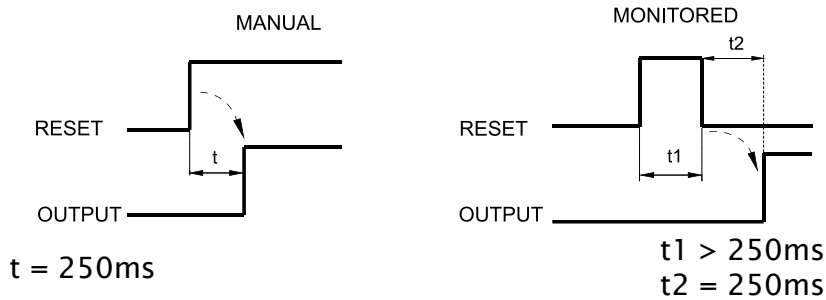 MANUAL
RESET
t
OUTPUT
t = 250ms
MONITORED
t2
RESET
t1
OUTPUT
t1 > 250ms
t2 = 250ms